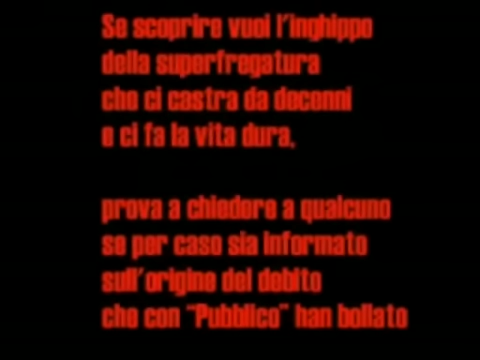 Se scoprire vuoi l'inghippo
della superfregatura
che ci castra da decenni
e ci fa la vita dura,
prova a chiedere a qualcuno
se per caso sia informato
sull'origine del debito
che con "Pubblico" han bollato